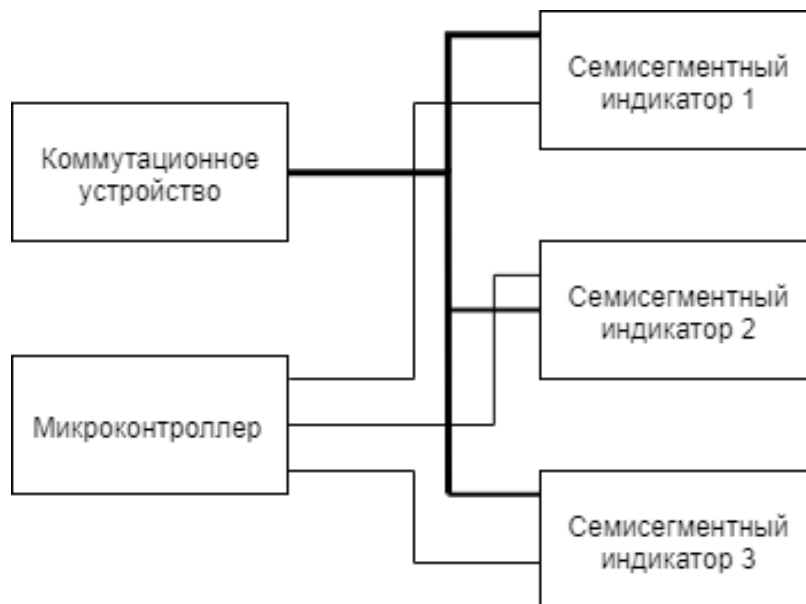 Семисегментный
индикатор 1
Коммутационное
устройство
Семисегментный
индикатор 2
Микроконтроллер
Семисегментный
индикатор 3